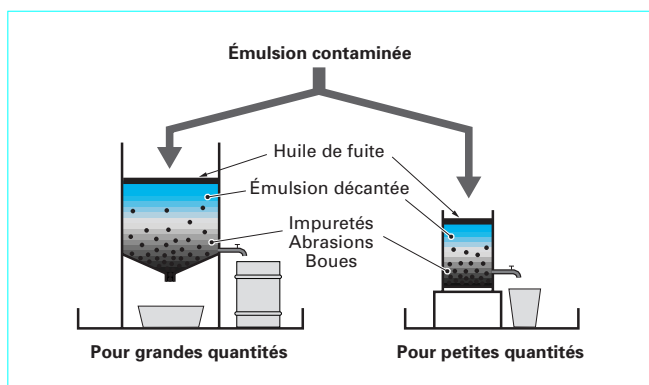 Émulsion contaminée
Huile de fuite
Émulsion décantée
Impuretés
Abrasions
Boues
Pour grandes quantités
Pour petites quantités